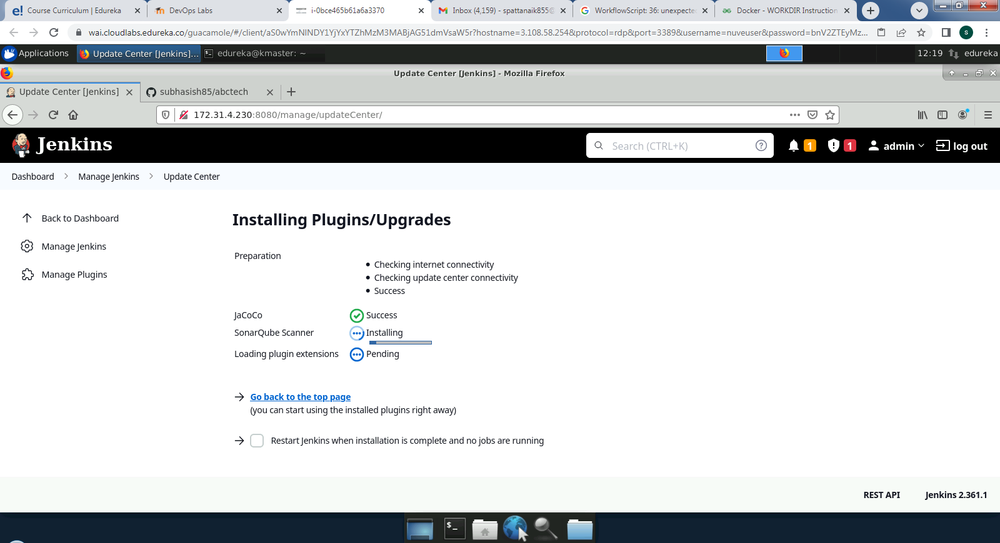 Course Curriculum | Edureka
DevOps Labs
i-0bce465b61a6a3370
Inbox (4,159) - spattanaik855@
WorkflowScript: 36: unexpecte
Docker - WORKDIR Instruction
wai.cloudlabs.edureka.co/guacamole/#/client/aS0wYmNlNDY1YjYxYTZhMzM3MABjAG51dmVsaW5r?hostname=3.108.58.254&protocol=rdp&port=3389&username=nuveuser&password=bnV2ZTEyMz...
S
Applications
Update Center [Jenkins]...
edureka@kmaster: ~
12:19
edureka
Update Center [Jenkins] - Mozilla Firefox
Update Center [Jenkins]
subhasish85/abctech
172.31.4.230:8080/manage/updateCenter/
Jenkins
Search (CTRL+K)
1
1
admin
log out
Dashboard
Manage Jenkins
Update Center
Back to Dashboard
Manage Jenkins
Manage Plugins
Installing Plugins/Upgrades
Preparation
• Checking internet connectivity
• Checking update center connectivity
• Success
JaCoCo Success
SonarQube Scanner Installing
Loading plugin extensions Pending
Go back to the top page
(you can start using the installed plugins right away)
Restart Jenkins when installation is complete and no jobs are running
REST API
Jenkins 2.361.1